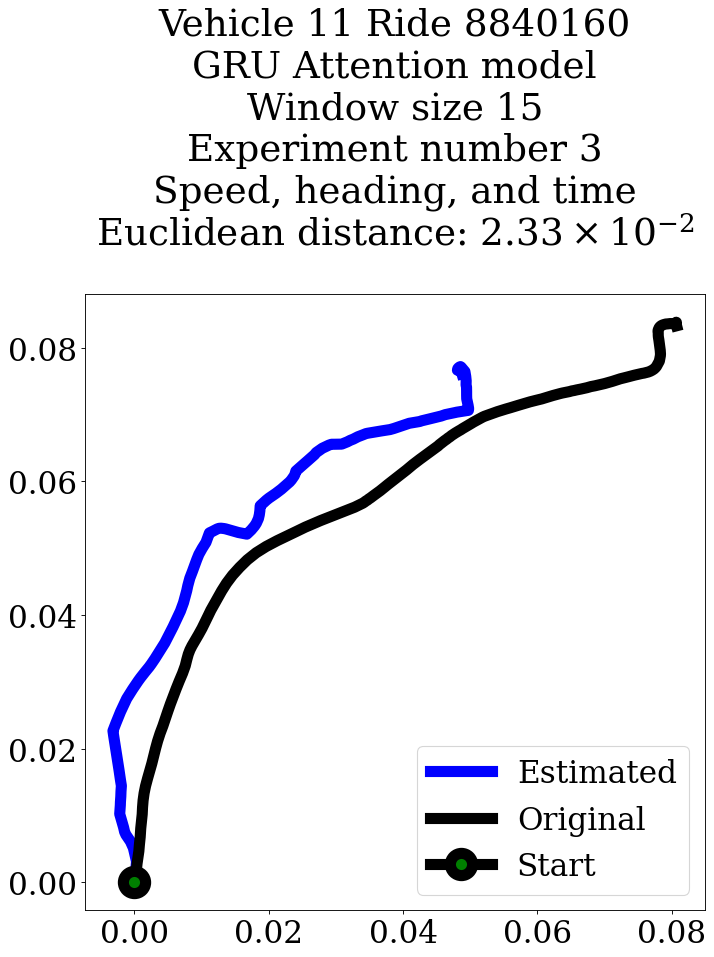 Vehicle 11 Ride 8840160
GRU Attention model
Window size 15
Experiment number 3
Speed, heading, and time
Euclidean distance: 2.33 × 10⁻²
0.08
0.06
0.04
0.02
0.00
Estimated
Original
Start
0.00 0.02 0.04 0.06 0.08